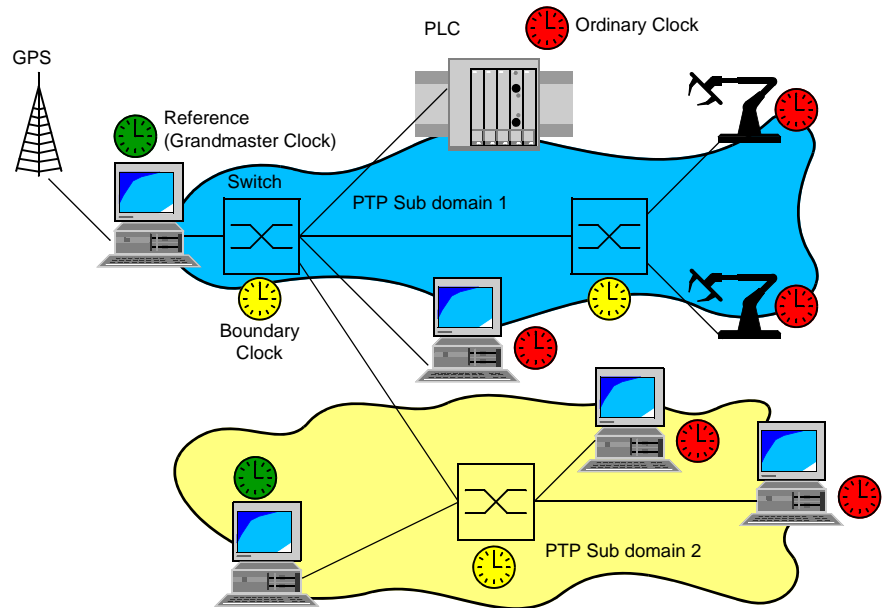 PLC
Ordinary Clock
GPS
Reference
(Grandmaster Clock)
Switch
PTP Sub domain 1
Boundary
Clock
PTP Sub domain 2